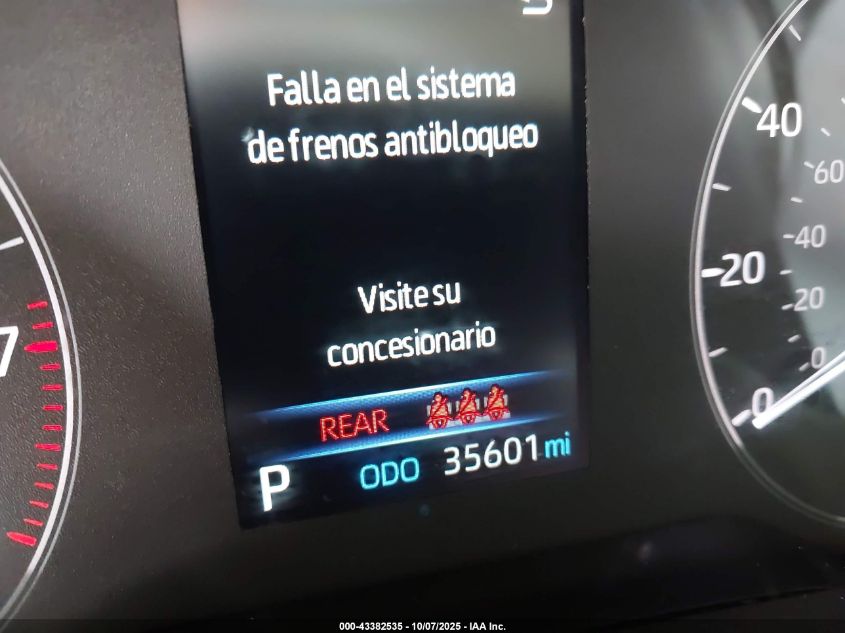 Falla en el sistema
de frenos antibloqueo
Visite su
concesionario
REAR
P ODO 35601 mi
7
40
20
0
60
40
20
0
000-43382535 - 10/07/2025 - IAA Inc.